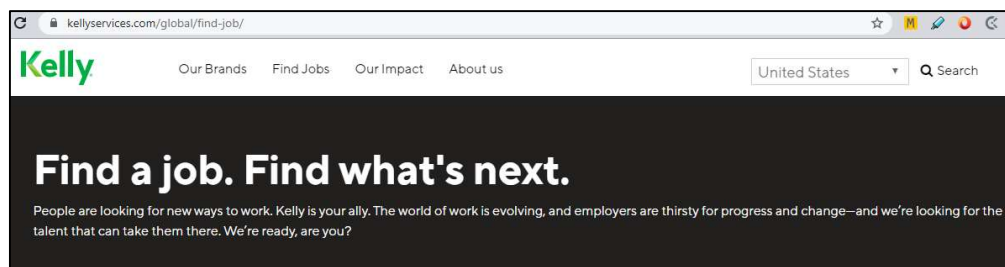 kellyservices.com/global/find-job/
Kelly
Our Brands Find Jobs Our Impact About us
United States
Search
Find a job. Find what's next.
People are looking for new ways to work. Kelly is your ally. The world of work is evolving, and employers are thirsty for progress and change—and we're looking for the
talent that can take them there. We're ready, are you?